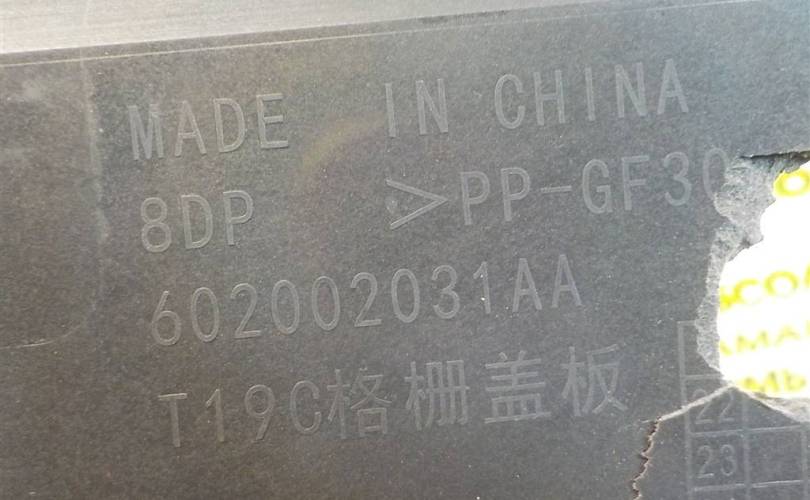 MADE IN CHINA
8DP >PP-GF30
602002031AA
T19C格栅盖板
22
23